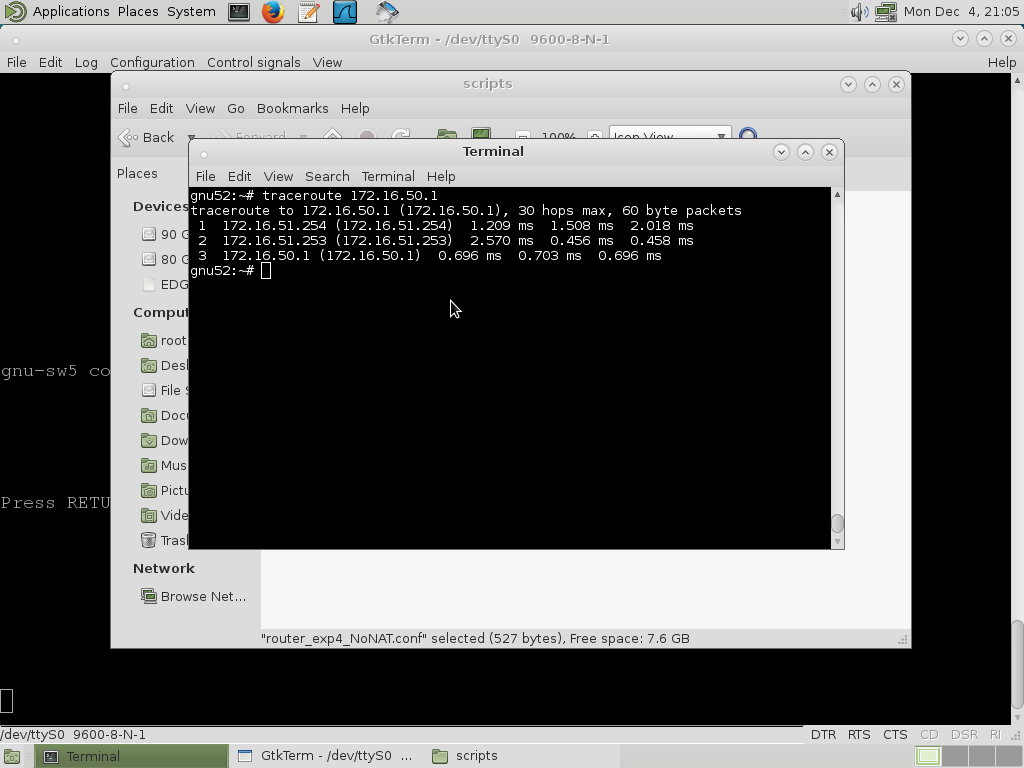 Applications Places System Mon Dec 4, 21:05
GtkTerm - /dev/ttyS0 9600-8-N-1
File Edit Log Configuration Control signals View Help
scripts
File Edit View Go Bookmarks Help
Back Forward 100% Icon View
Terminal
File Edit View Search Terminal Help
gnu52:~# traceroute 172.16.50.1
traceroute to 172.16.50.1 (172.16.50.1), 30 hops max, 60 byte packets
1 172.16.51.254 (172.16.51.254) 1.209 ms 1.508 ms 2.018 ms
2 172.16.51.253 (172.16.51.253) 2.570 ms 0.456 ms 0.458 ms
3 172.16.50.1 (172.16.50.1) 0.696 ms 0.703 ms 0.696 ms
gnu52:~#
Places
Devices
90 G
80 G
EDG
Comput
root
Desk
File S
Docu
Dow
Mus
Pictu
Vide
Trash
Network
Browse Net...
gnu-sw5 co
Press RETU
"router_exp4_NoNAT.conf" selected (527 bytes), Free space: 7.6 GB
/dev/ttyS0 9600-8-N-1 DTR RTS CTS CD DSR RI
Terminal GtkTerm - /dev/ttyS0 ... scripts